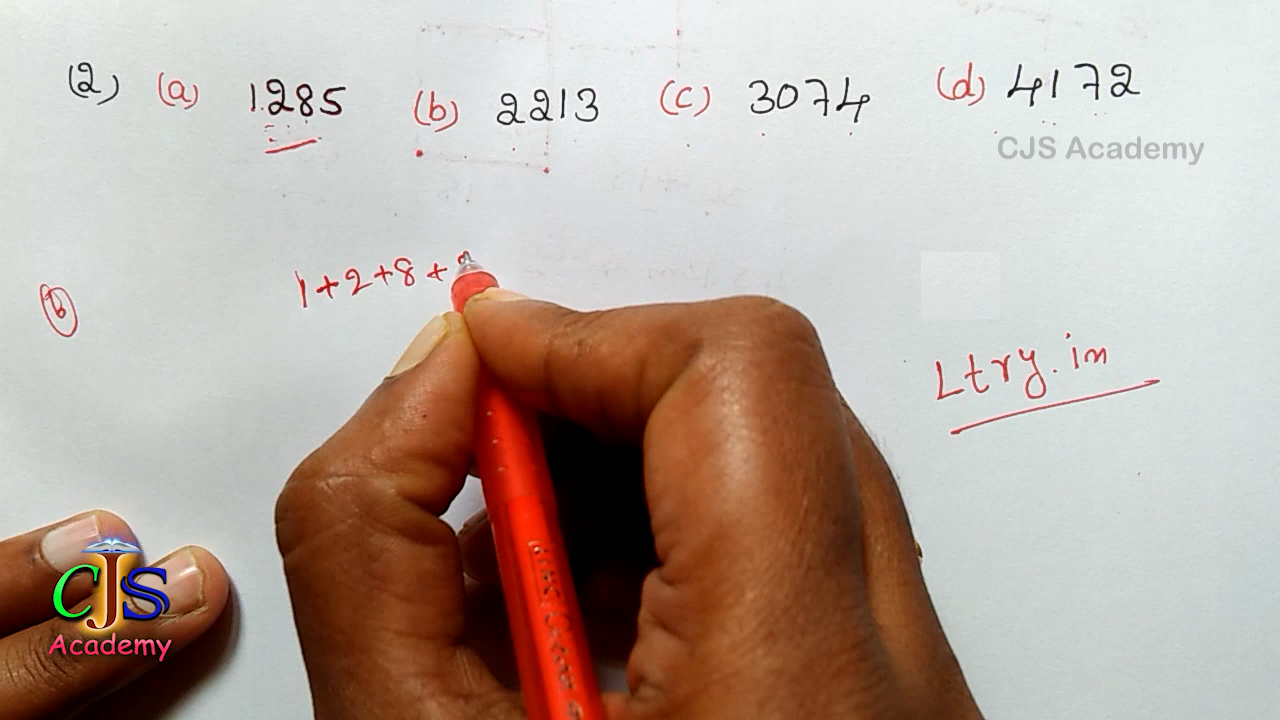 (2) (a) 1285 (b) 2213 (c) 3074 (d) 4172
CJS Academy
1+2+8+
b
Ltry.in
CJS
Academy